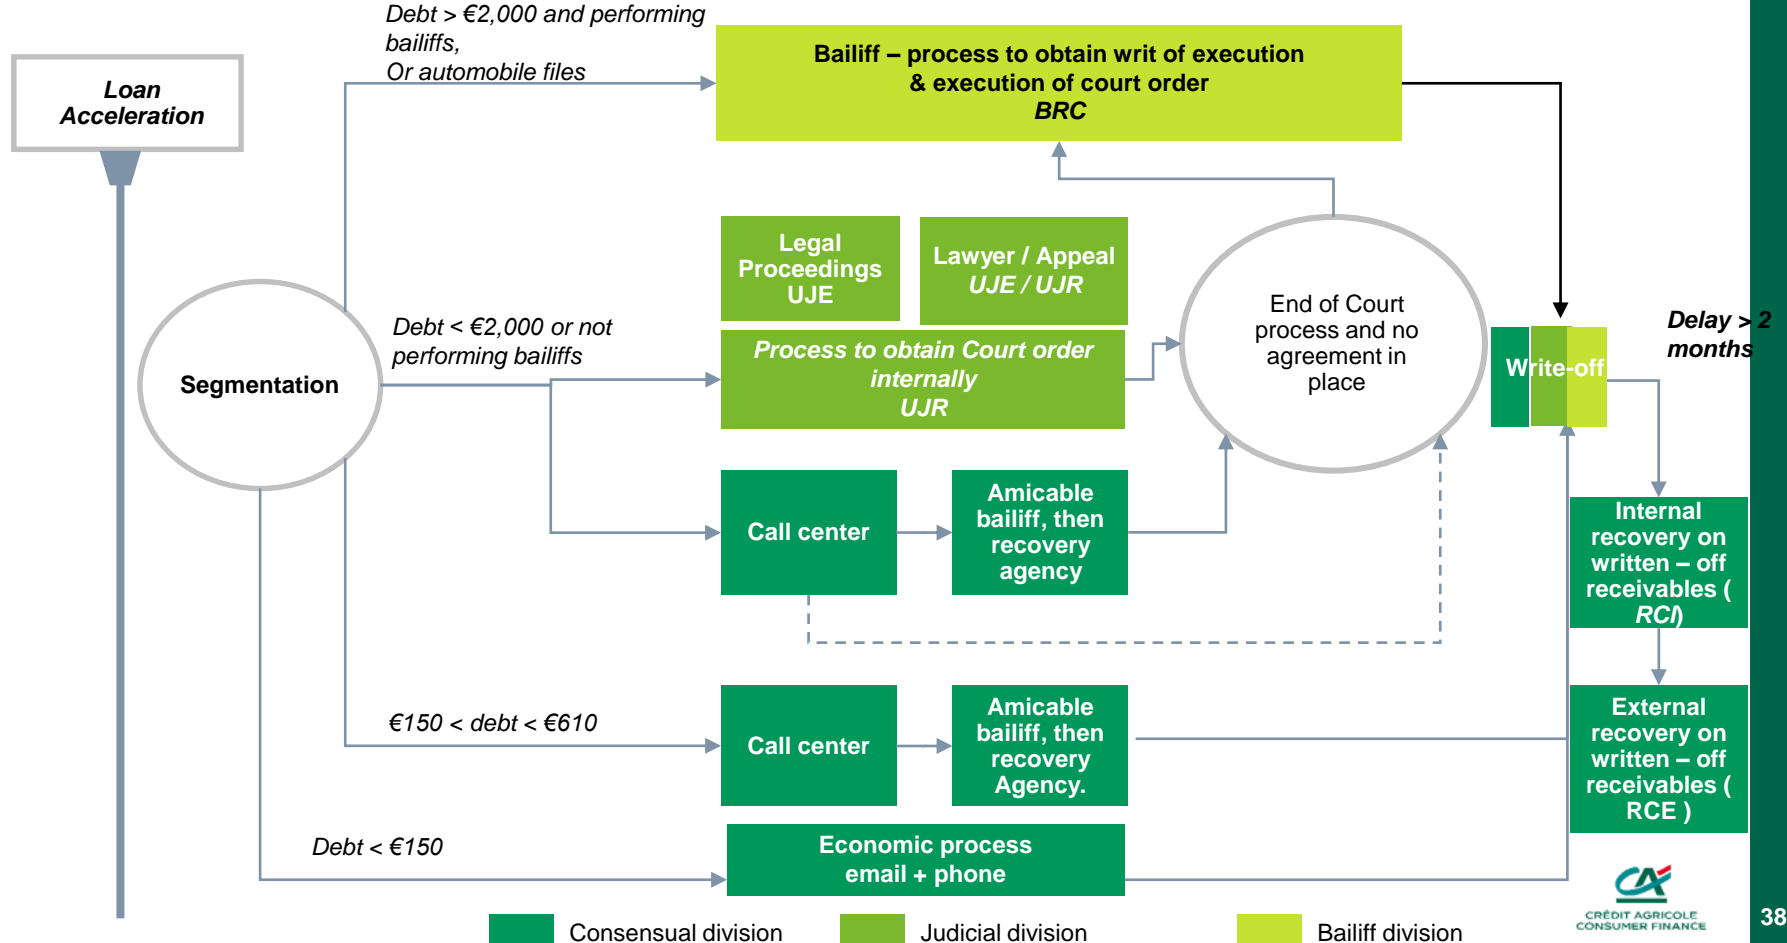 Debt > €2,000 and performing
bailiffs,
Or automobile files
Loan
Acceleration
Bailiff – process to obtain writ of execution
& execution of court order
BRC
Legal
Proceedings
UJE
Lawyer / Appeal
UJE / UJR
Debt < €2,000 or not
performing bailiffs
Process to obtain Court order
internally
UJR
End of Court
process and no
agreement in
place
Segmentation
Write-off
Delay > 2
months
Call center
Amicable
bailiff, then
recovery
agency
Internal
recovery on
written – off
receivables (
RCI)
€150 < debt < €610
Call center
Amicable
bailiff, then
recovery
Agency.
External
recovery on
written – off
receivables (
RCE )
Debt < €150
Economic process
email + phone
Consensual division
Judicial division
Bailiff division
CRÉDIT AGRICOLE
CONSUMER FINANCE
38